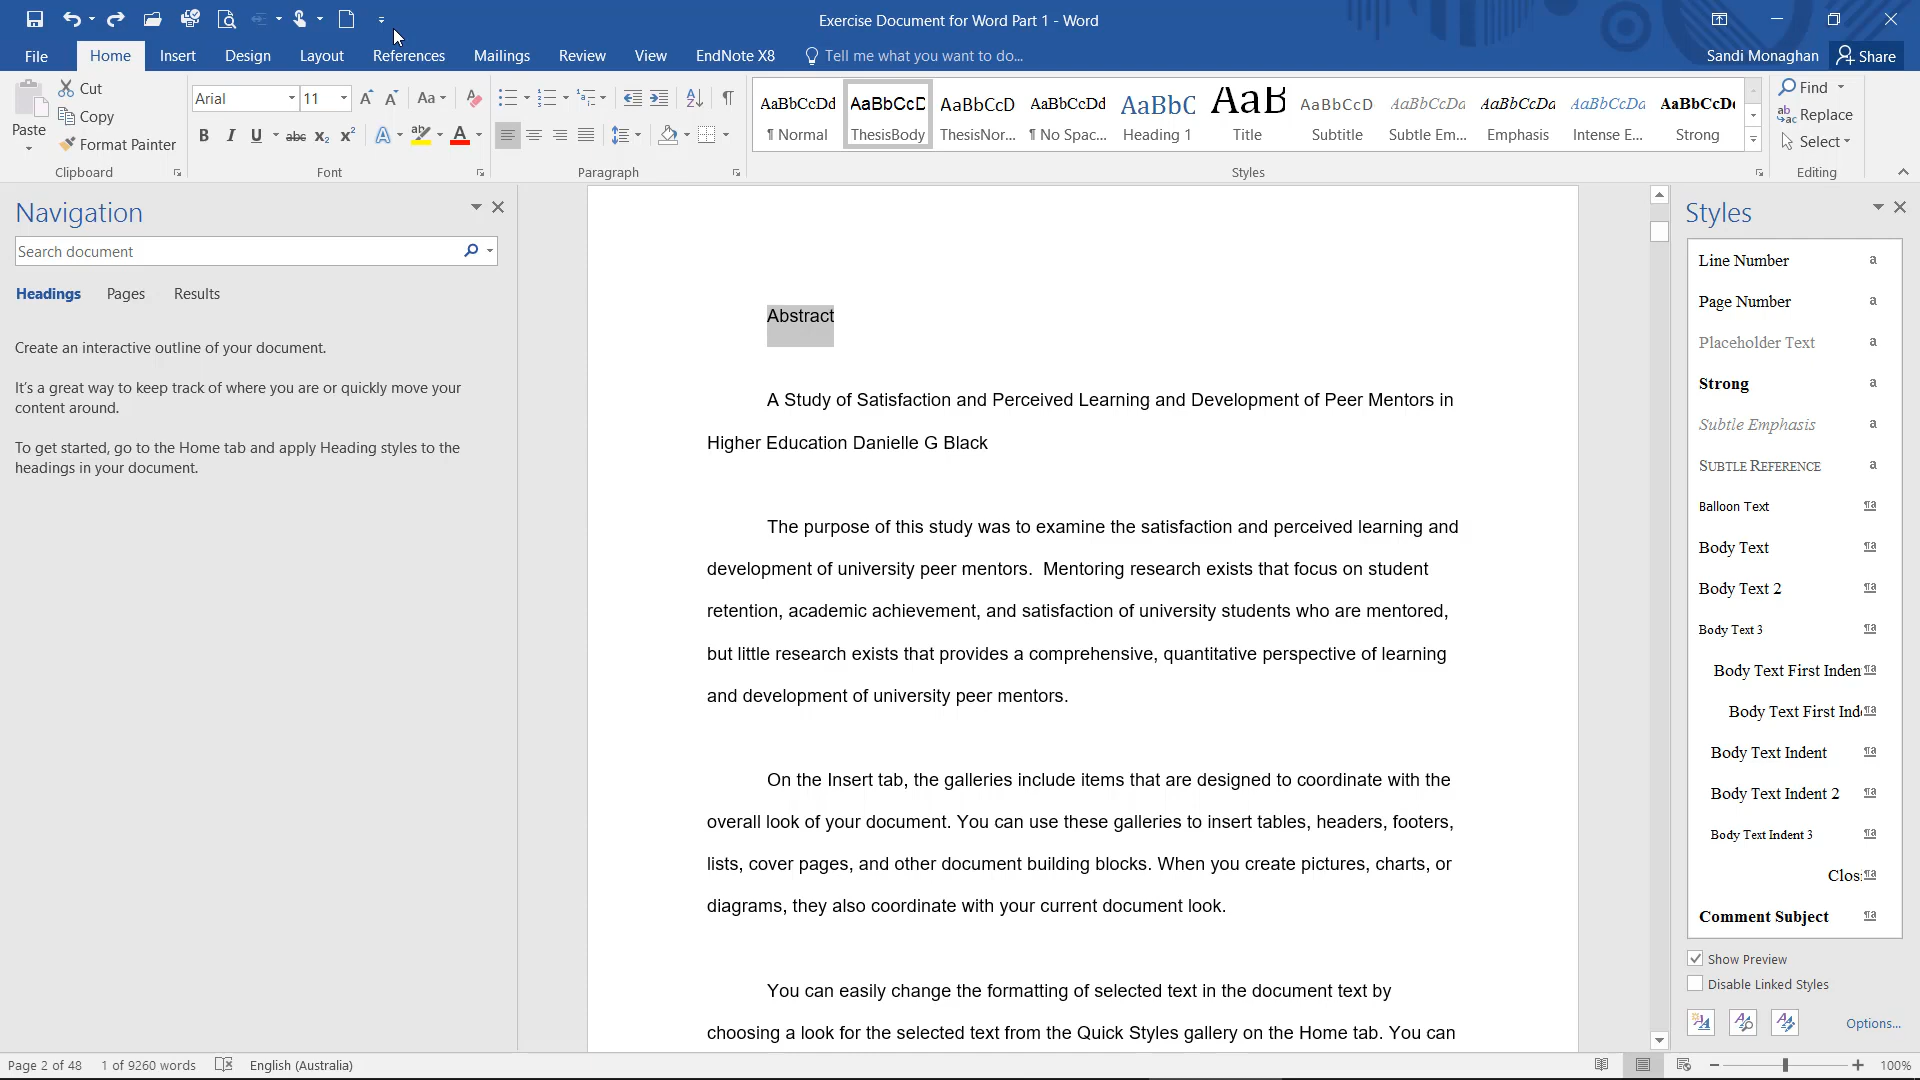 Exercise Document for Word Part 1 - Word
File Home Insert Design Layout References Mailings Review View EndNote X8 Tell me what you want to do... Sandi Monaghan Share
Paste
Cut
Copy
Format Painter
Clipboard
Arial 11
Font
Paragraph
AaBbCcDd AaBbCcD AaBbCcD AaBbCcDd AaBbC AaB AaBbCcD AaBbCcDd AaBbCcDd AaBbCcDd AaBbCcDd
¶ Normal ThesisBody ThesisNor... ¶ No Spac... Heading 1 Title Subtitle Subtle Em... Emphasis Intense E... Strong
Styles
Find
Replace
Select
Editing
Navigation
Search document
Headings Pages Results
Create an interactive outline of your document.
It's a great way to keep track of where you are or quickly move your
content around.
To get started, go to the Home tab and apply Heading styles to the
headings in your document.
Abstract
A Study of Satisfaction and Perceived Learning and Development of Peer Mentors in
Higher Education Danielle G Black
The purpose of this study was to examine the satisfaction and perceived learning and
development of university peer mentors. Mentoring research exists that focus on student
retention, academic achievement, and satisfaction of university students who are mentored,
but little research exists that provides a comprehensive, quantitative perspective of learning
and development of university peer mentors.
On the Insert tab, the galleries include items that are designed to coordinate with the
overall look of your document. You can use these galleries to insert tables, headers, footers,
lists, cover pages, and other document building blocks. When you create pictures, charts, or
diagrams, they also coordinate with your current document look.
You can easily change the formatting of selected text in the document text by
choosing a look for the selected text from the Quick Styles gallery on the Home tab. You can
Styles
Line Number a
Page Number a
Placeholder Text a
Strong a
Subtle Emphasis a
SUBTLE REFERENCE a
Balloon Text ¶a
Body Text ¶a
Body Text 2 ¶a
Body Text 3 ¶a
Body Text First Inden ¶a
Body Text First Ind ¶a
Body Text Indent ¶a
Body Text Indent 2 ¶a
Body Text Indent 3 ¶a
Clos ¶a
Comment Subject ¶a
Show Preview
Disable Linked Styles
Options...
Page 2 of 48 1 of 9260 words English (Australia) 100%